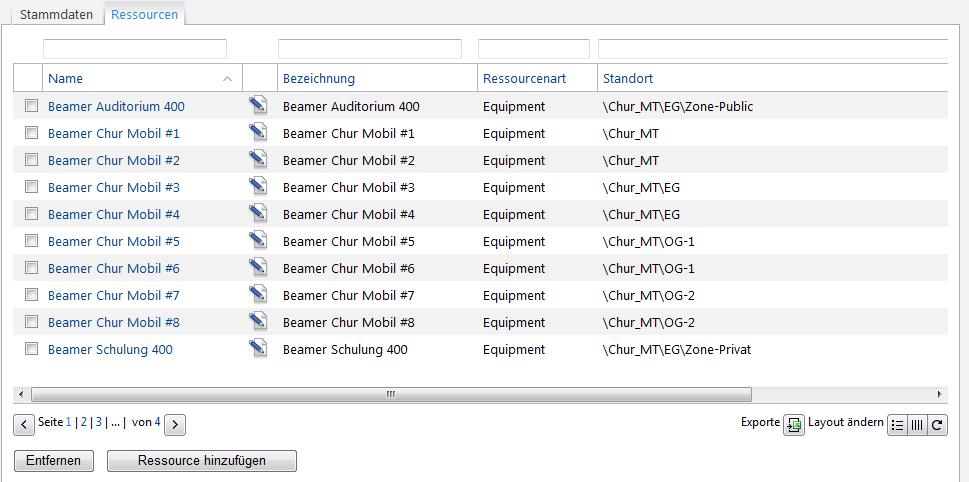 Stammdaten Ressourcen
Name Bezeichnung Ressourcenart Standort
Beamer Auditorium 400 Beamer Auditorium 400 Equipment \Chur_MT\EG\Zone-Public
Beamer Chur Mobil #1 Beamer Chur Mobil #1 Equipment \Chur_MT
Beamer Chur Mobil #2 Beamer Chur Mobil #2 Equipment \Chur_MT
Beamer Chur Mobil #3 Beamer Chur Mobil #3 Equipment \Chur_MT\EG
Beamer Chur Mobil #4 Beamer Chur Mobil #4 Equipment \Chur_MT\EG
Beamer Chur Mobil #5 Beamer Chur Mobil #5 Equipment \Chur_MT\OG-1
Beamer Chur Mobil #6 Beamer Chur Mobil #6 Equipment \Chur_MT\OG-1
Beamer Chur Mobil #7 Beamer Chur Mobil #7 Equipment \Chur_MT\OG-2
Beamer Chur Mobil #8 Beamer Chur Mobil #8 Equipment \Chur_MT\OG-2
Beamer Schulung 400 Beamer Schulung 400 Equipment \Chur_MT\EG\Zone-Privat
Seite 1 | 2 | 3 | ... | von 4 Exporte Layout ändern
Entfernen Ressource hinzufügen